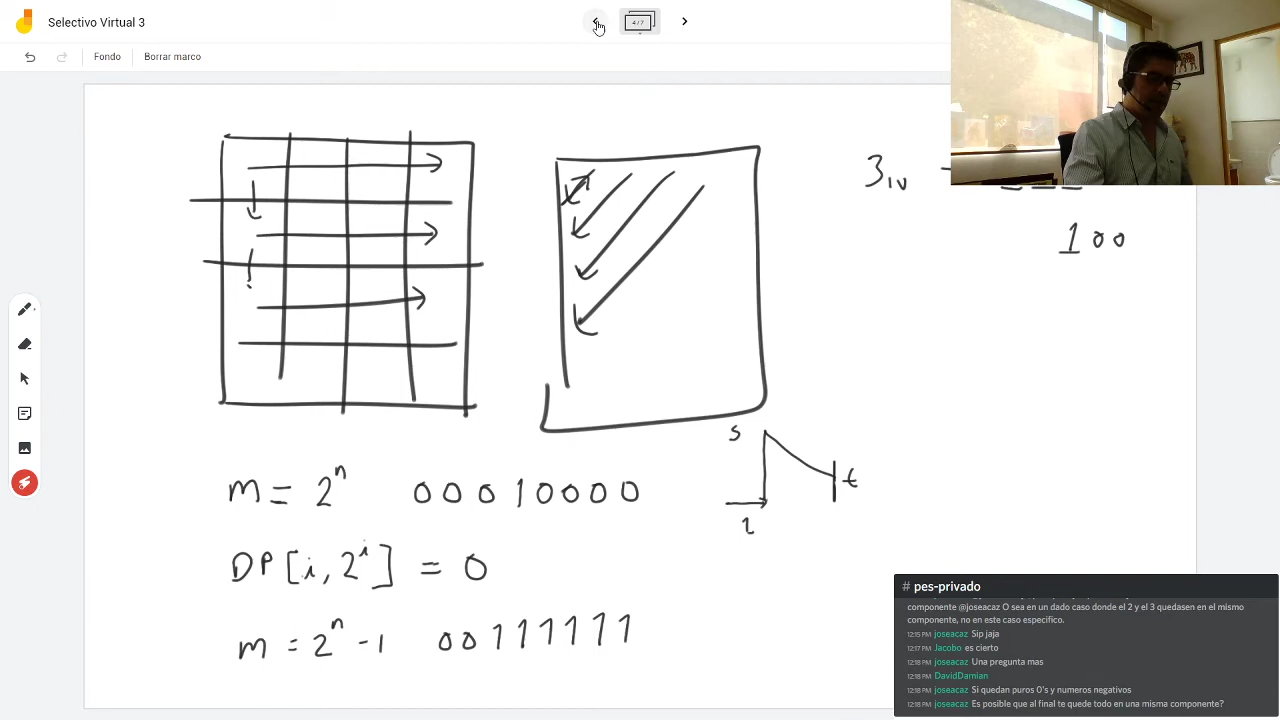 Selectivo Virtual 3
4 / 7
Fondo
Borrar marco
3₁₀
100
m = 2ⁿ 00010000
DP[i, 2ⁱ] = 0
m = 2ⁿ - 1 00111111
s
t
1
# pes-privado
componente @joseacaz O sea en un dado caso donde el 2 y el 3 quedasen en el mismo
componente, no en este caso especifico.
12:15 PM joseacaz Sip jaja
12:17 PM Jacobo es cierto
12:18 PM joseacaz Una pregunta mas
12:18 PM DavidDamian
12:18 PM joseacaz Si quedan puros 0's y numeros negativos
12:18 PM joseacaz Es posible que al final te quede todo en una misma componente?